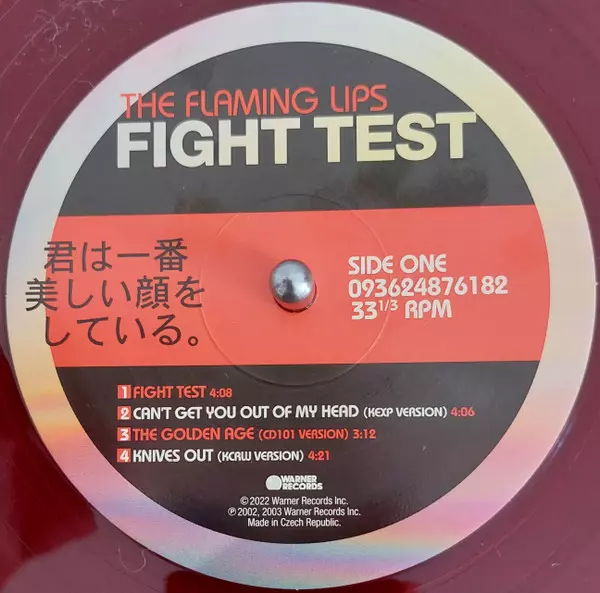 THE FLAMING LIPS
FIGHT TEST
君は一番
美しい顔を
している。
SIDE ONE
093624876182
33 1/3 RPM
1 FIGHT TEST 4:08
2 CAN'T GET YOU OUT OF MY HEAD (KEXP VERSION) 4:06
3 THE GOLDEN AGE (CD101 VERSION) 3:12
4 KNIVES OUT (KCRW VERSION) 4:21
WARNER
RECORDS
© 2022 Warner Records Inc.
℗ 2002, 2003 Warner Records Inc.
Made in Czech Republic.